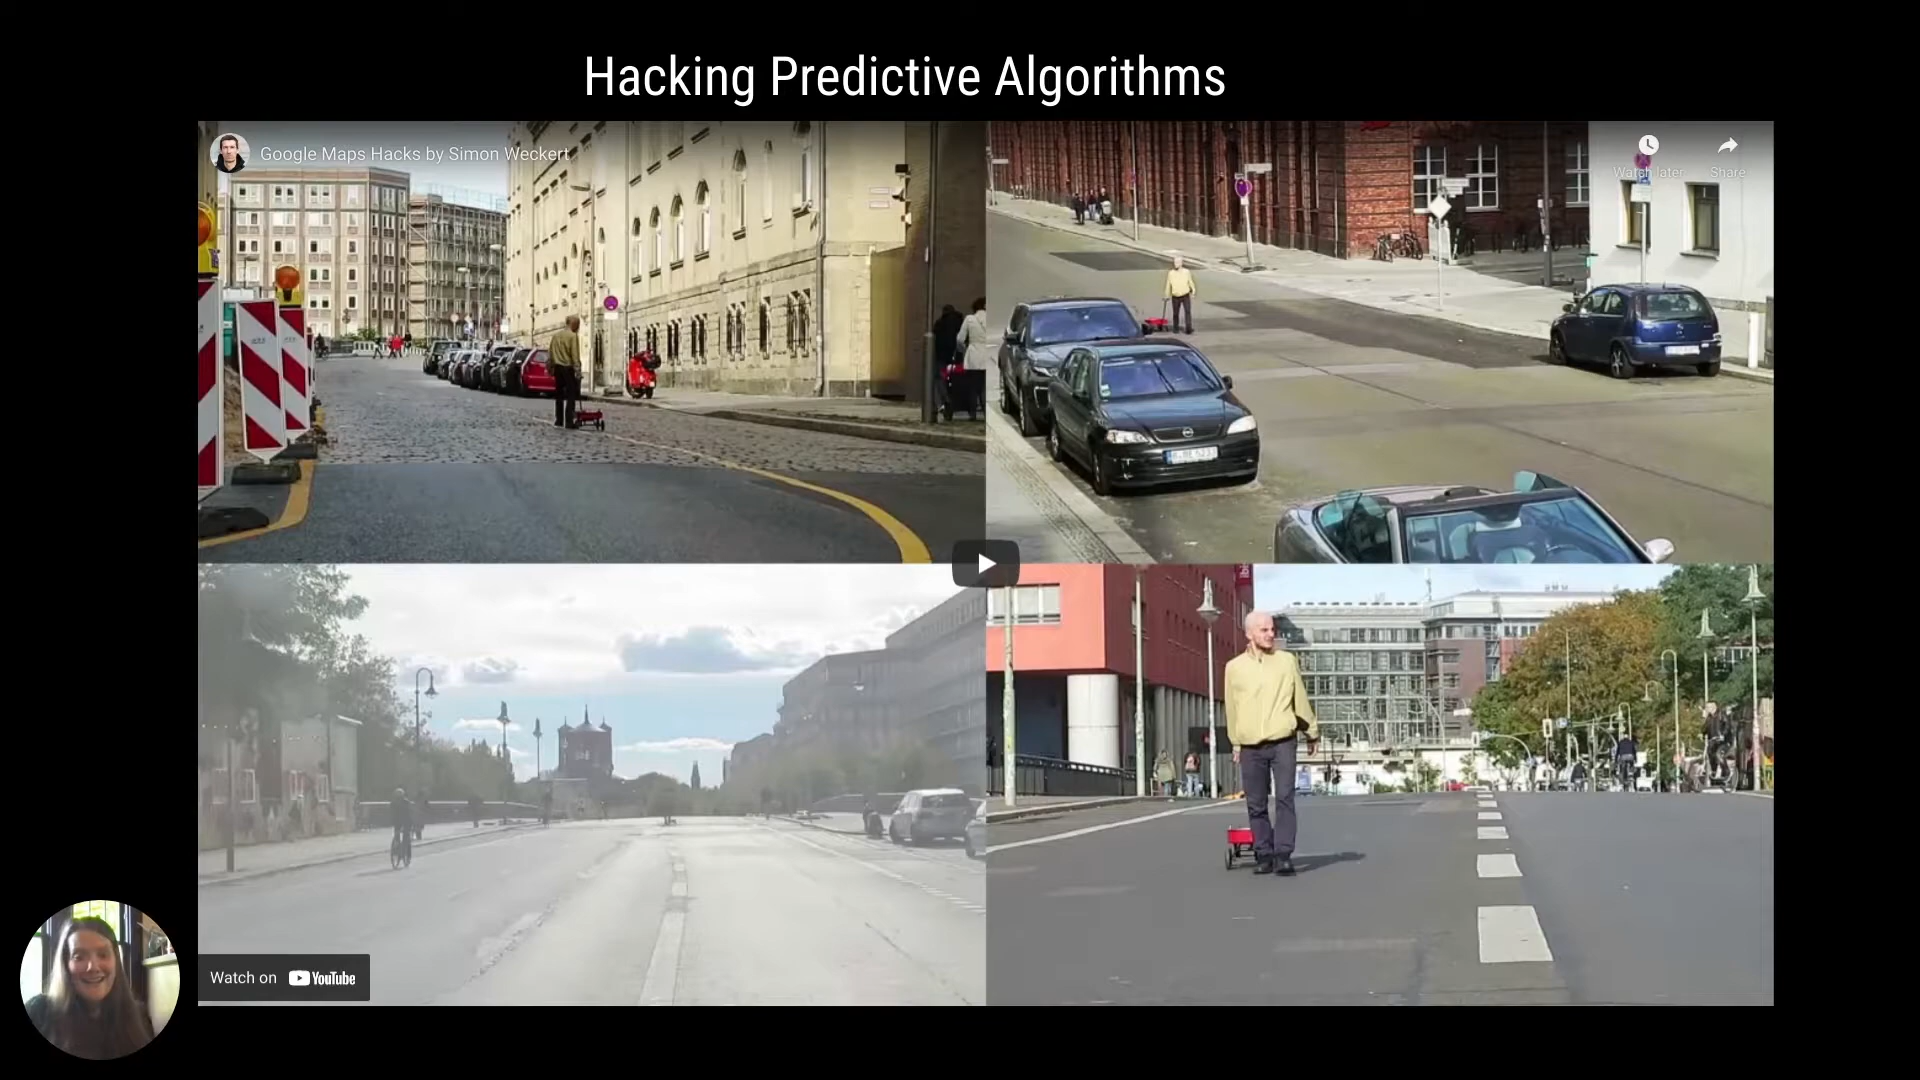 Hacking Predictive Algorithms
Google Maps Hacks by Simon Weckert
Watch later
Share
Watch on YouTube